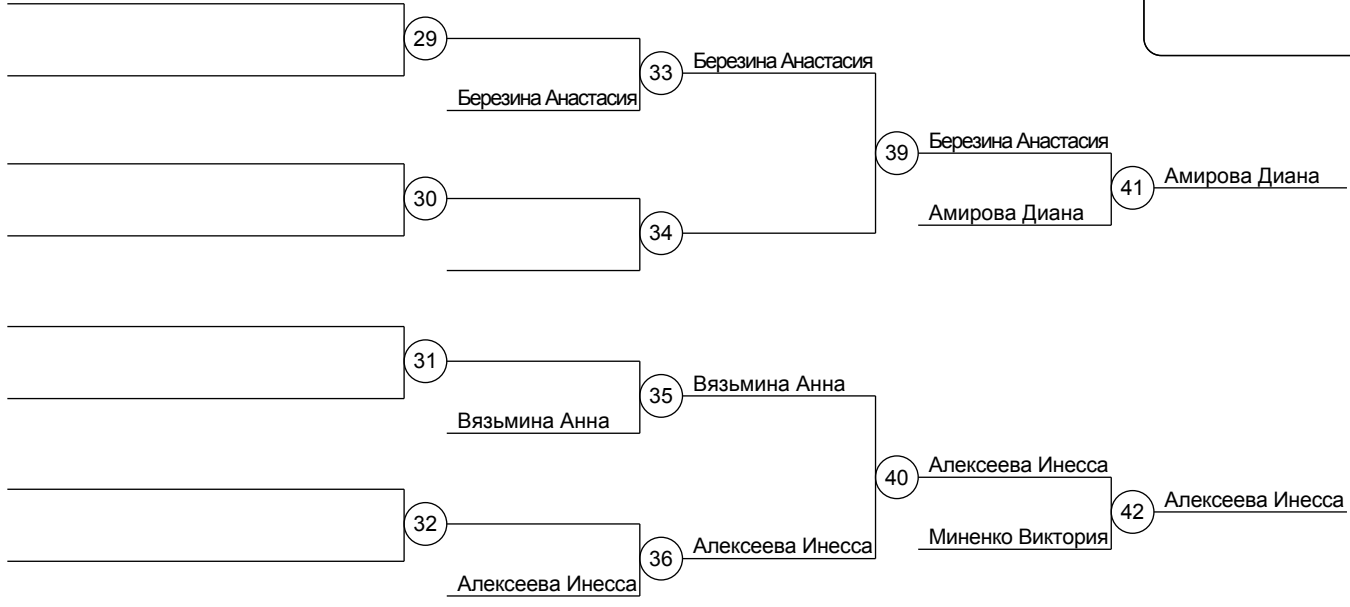 29
33
Березина Анастасия
Березина Анастасия
39
Березина Анастасия
41
Амирова Диана
30
Амирова Диана
34
31
35
Вязьмина Анна
Вязьмина Анна
40
Алексеева Инесса
42
Алексеева Инесса
32
Миненко Виктория
36
Алексеева Инесса
Алексеева Инесса